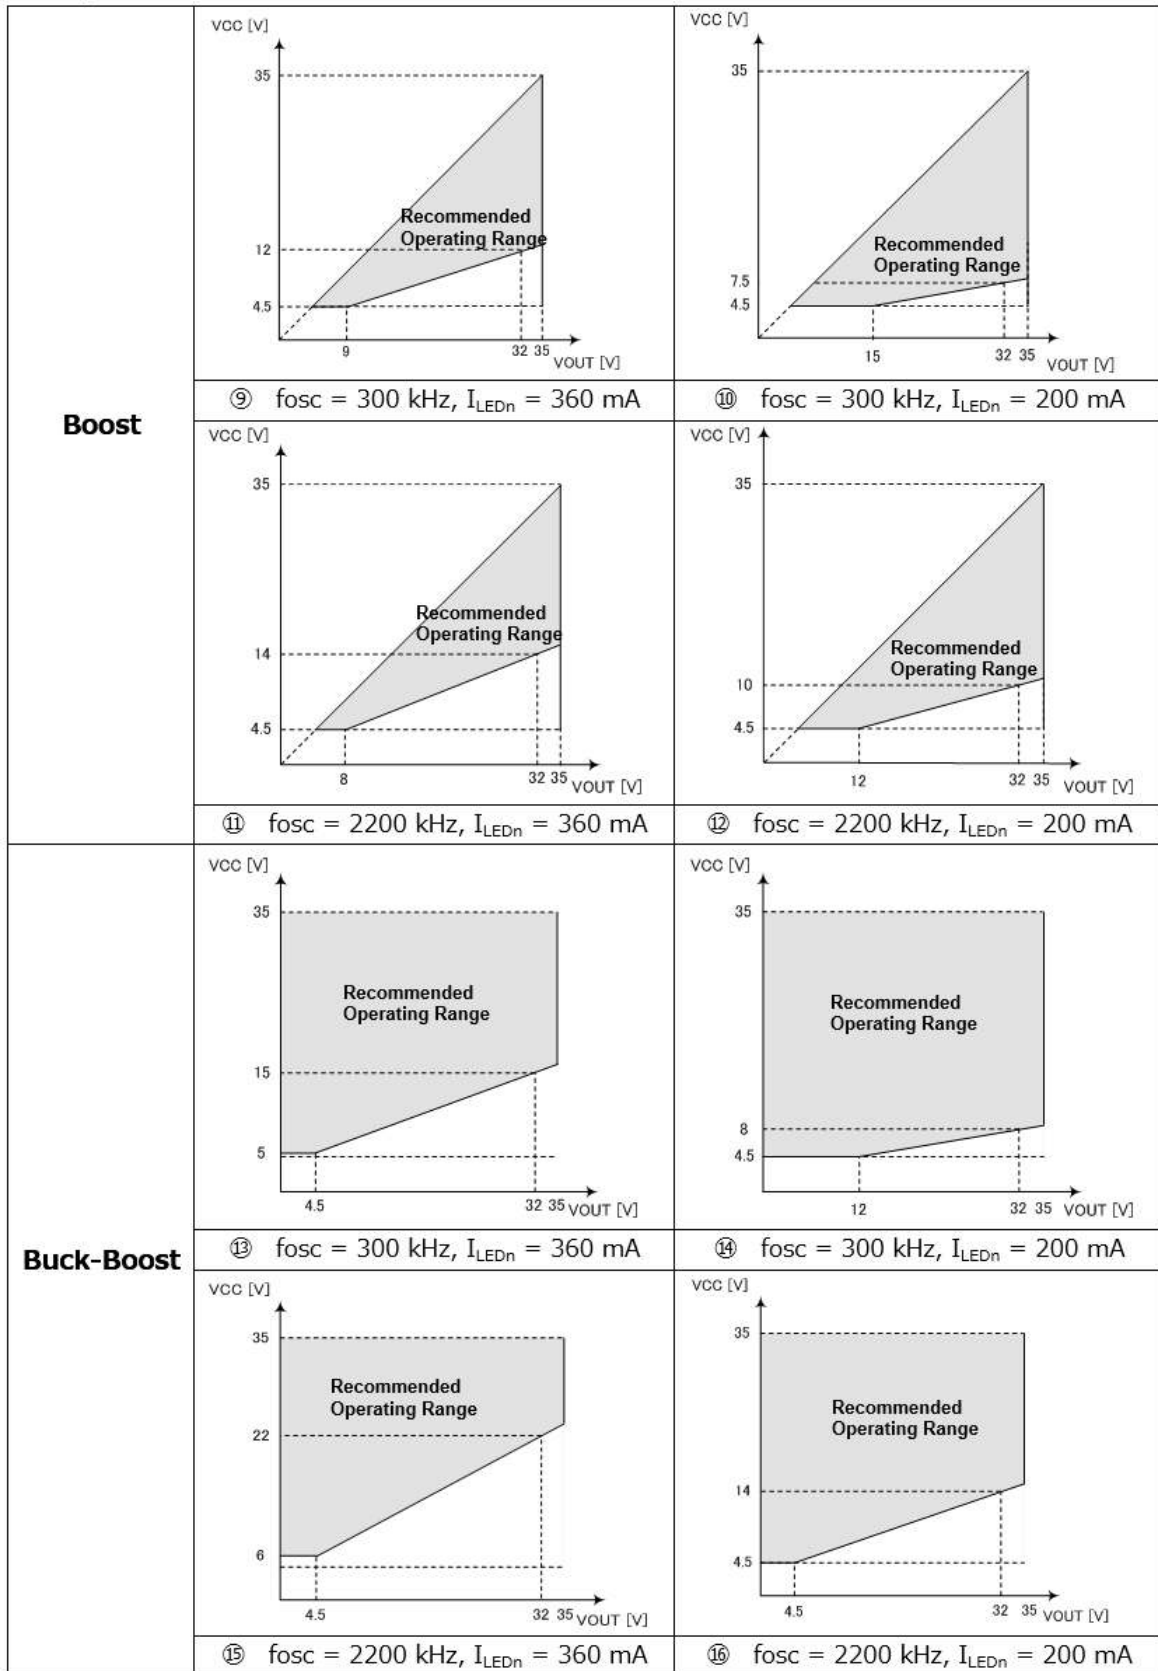 Boost
VCC [V]
35
Recommended
Operating Range
12
4.5
9
32 35
VOUT [V]
⑨ fosc = 300 kHz, ILEDn = 360 mA
VCC [V]
35
Recommended
Operating Range
7.5
4.5
15
32 35
VOUT [V]
⑩ fosc = 300 kHz, ILEDn = 200 mA
VCC [V]
35
Recommended
Operating Range
14
4.5
8
32 35
VOUT [V]
⑪ fosc = 2200 kHz, ILEDn = 360 mA
VCC [V]
35
Recommended
Operating Range
10
4.5
12
32 35
VOUT [V]
⑫ fosc = 2200 kHz, ILEDn = 200 mA
Buck-Boost
VCC [V]
35
Recommended
Operating Range
15
5
4.5
32 35 VOUT [V]
⑬ fosc = 300 kHz, ILEDn = 360 mA
VCC [V]
35
Recommended
Operating Range
8
4.5
12
32 35 VOUT [V]
⑭ fosc = 300 kHz, ILEDn = 200 mA
VCC [V]
35
Recommended
Operating Range
22
6
4.5
32 35 VOUT [V]
⑮ fosc = 2200 kHz, ILEDn = 360 mA
VCC [V]
35
Recommended
Operating Range
14
4.5
4.5
32 35 VOUT [V]
⑯ fosc = 2200 kHz, ILEDn = 200 mA